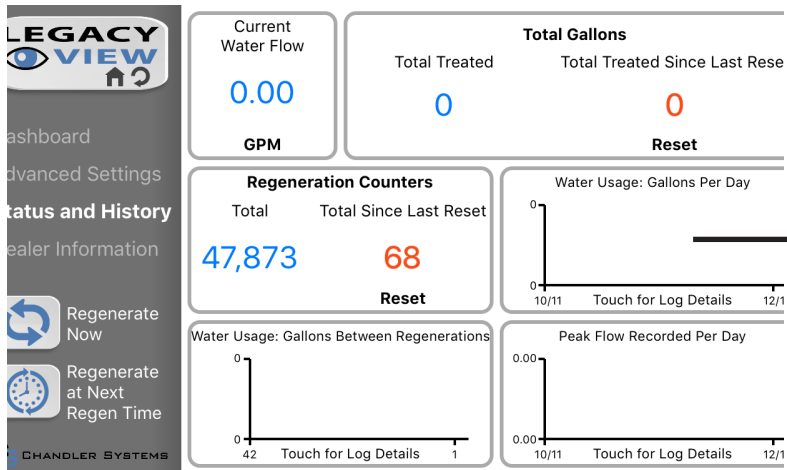 LEGACY
VIEW
ashboard
dvanced Settings
tatus and History
ealer Information
Regenerate
Now
Regenerate
at Next
Regen Time
CHANDLER SYSTEMS
Current
Water Flow
0.00
GPM
Total Gallons
Total Treated
0
Total Treated Since Last Rese
0
Reset
Regeneration Counters
Total
47,873
Total Since Last Reset
68
Reset
Water Usage: Gallons Per Day
0
0
10/11 Touch for Log Details 12/1
Water Usage: Gallons Between Regenerations
0
0
42 Touch for Log Details 1
Peak Flow Recorded Per Day
0.00
0.00
10/11 Touch for Log Details 12/1